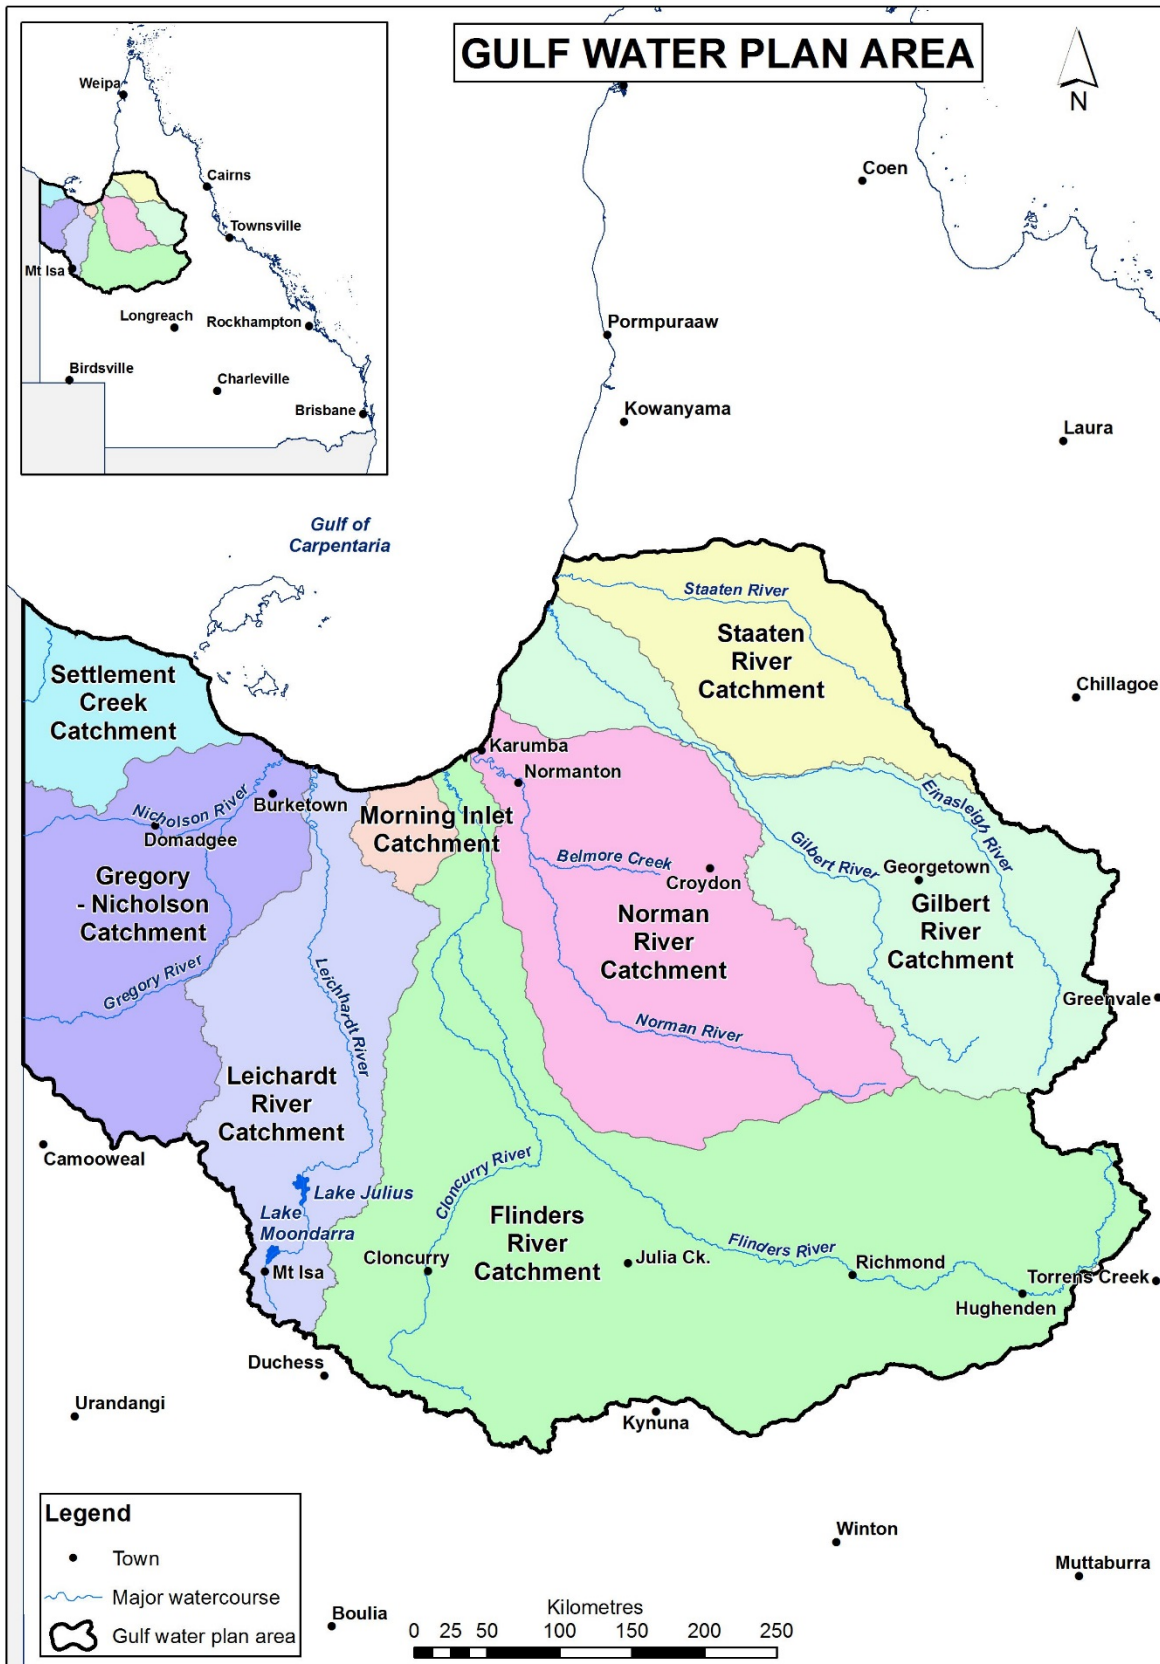 GULF WATER PLAN AREA
N
Weipa
Cairns
Townsville
Mt Isa
Longreach
Rockhampton
Birdsville
Charleville
Brisbane
Coen
Pormpuraaw
Kowanyama
Laura
Gulf of
Carpentaria
Staaten River
Staaten
River
Catchment
Settlement
Creek
Catchment
Chillagoe
Karumba
Normanton
Nicholson River
Burketown
Domadgee
Morning Inlet
Catchment
Einasleigh River
Gilbert River
Belmore Creek
Croydon
Georgetown
Gregory
- Nicholson
Catchment
Norman
River
Catchment
Gilbert
River
Catchment
Gregory River
Leichhardt River
Greenvale
Norman River
Leichardt
River
Catchment
Camooweal
Cloncurry River
Lake Julius
Lake
Moondarra
Flinders
River
Catchment
Flinders River
Mt Isa
Cloncurry
Julia Ck.
Richmond
Torrens Creek
Hughenden
Duchess
Urandangi
Kynuna
Legend
Town
Major watercourse
Gulf water plan area
Winton
Muttaburra
Boulia
Kilometres
0 25 50 100 150 200 250